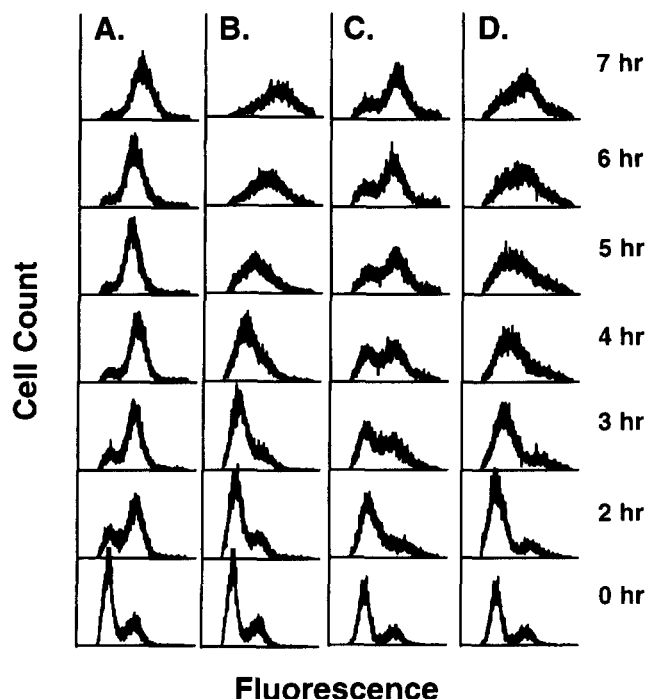 A. B. C. D.
7 hr
6 hr
5 hr
4 hr
3 hr
2 hr
0 hr
Cell Count
Fluorescence